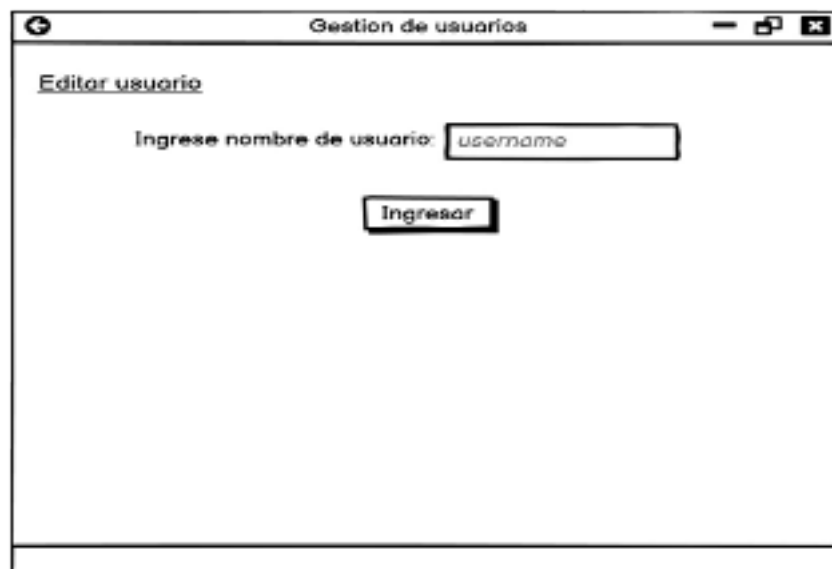 Gestion de usuarios
Editar usuario
Ingrese nombre de usuario: username
Ingresar